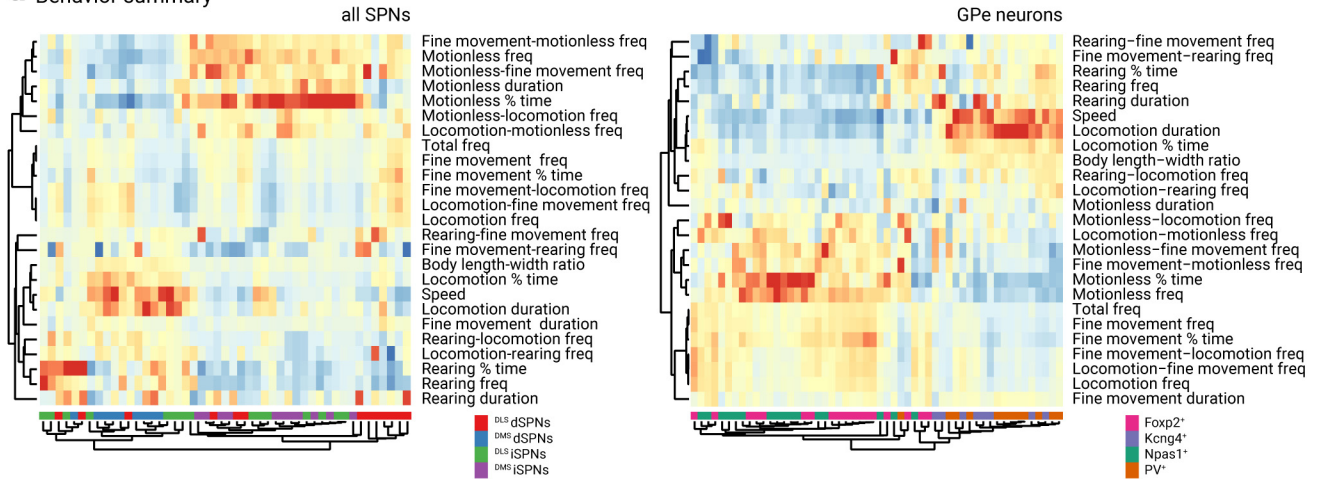 Behavior summary
all SPNs
Fine movement-motionless freq
Motionless freq
Motionless-fine movement freq
Motionless duration
Motionless % time
Motionless-locomotion freq
Locomotion-motionless freq
Total freq
Fine movement freq
Fine movement % time
Fine movement-locomotion freq
Locomotion-fine movement freq
Locomotion freq
Rearing-fine movement freq
Fine movement-rearing freq
Body length-width ratio
Locomotion % time
Speed
Locomotion duration
Fine movement duration
Rearing-locomotion freq
Locomotion-rearing freq
Rearing % time
Rearing freq
Rearing duration
DLS dSPNs
DMS dSPNs
DLS iSPNs
DMS iSPNs
GPe neurons
Rearing–fine movement freq
Fine movement–rearing freq
Rearing % time
Rearing freq
Rearing duration
Speed
Locomotion duration
Locomotion % time
Body length–width ratio
Rearing–locomotion freq
Locomotion–rearing freq
Motionless duration
Motionless–locomotion freq
Locomotion–motionless freq
Motionless–fine movement freq
Fine movement–motionless freq
Motionless % time
Motionless freq
Total freq
Fine movement freq
Fine movement % time
Fine movement–locomotion freq
Locomotion–fine movement freq
Locomotion freq
Fine movement duration
Foxp2⁺
Kcng4⁺
Npas1⁺
PV⁺